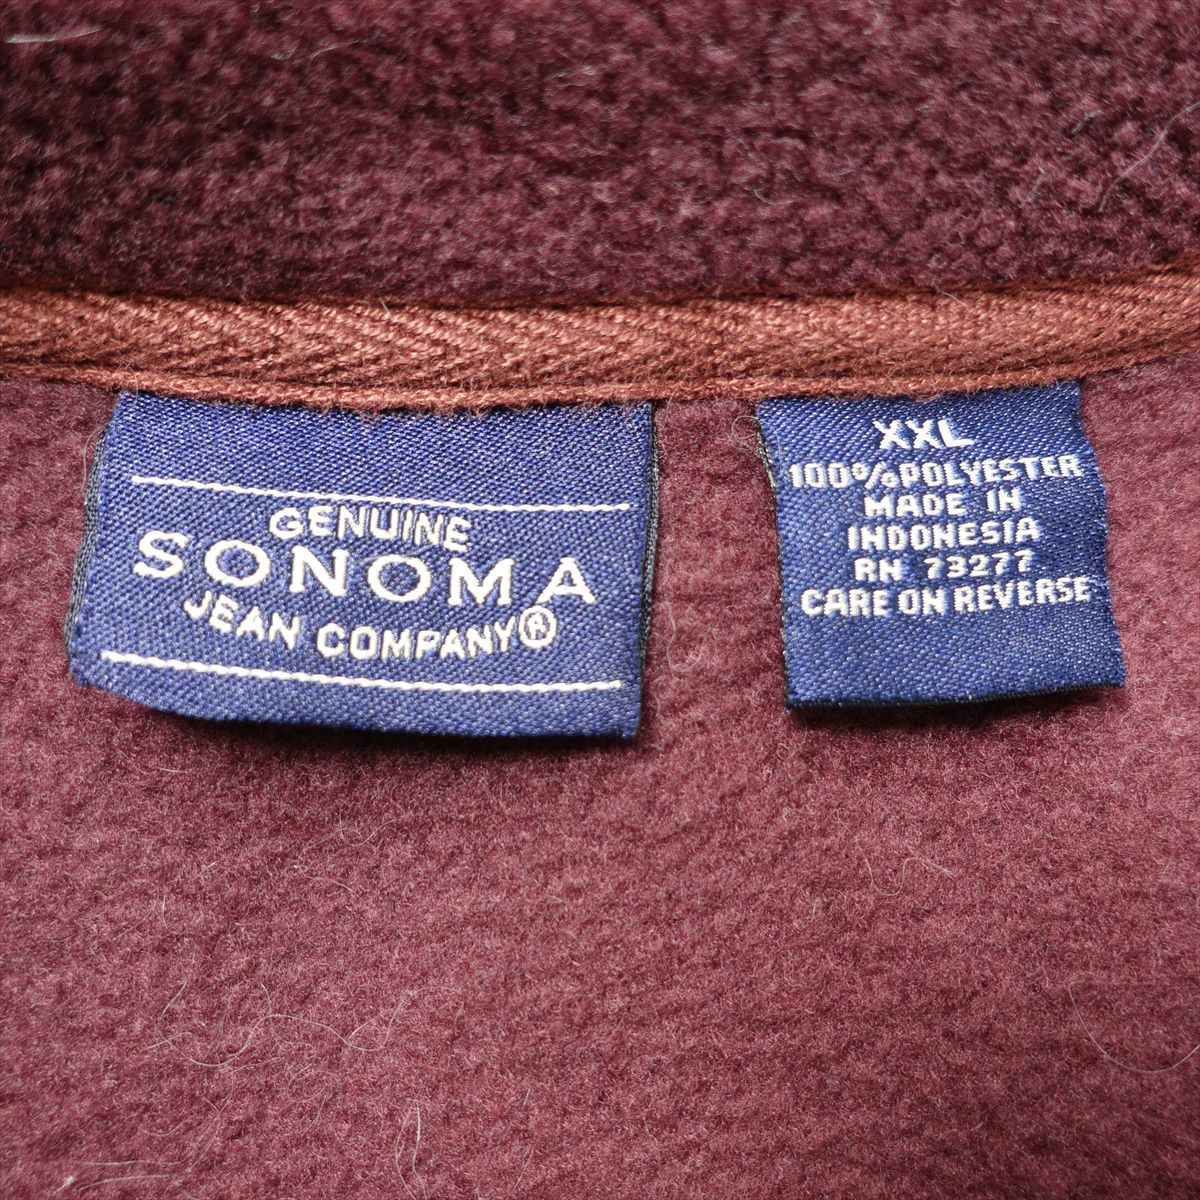 GENUINE
SONOMA
JEAN COMPANY®
XXL
100%POLYESTER
MADE IN
INDONESIA
RN 73277
CARE ON REVERSE